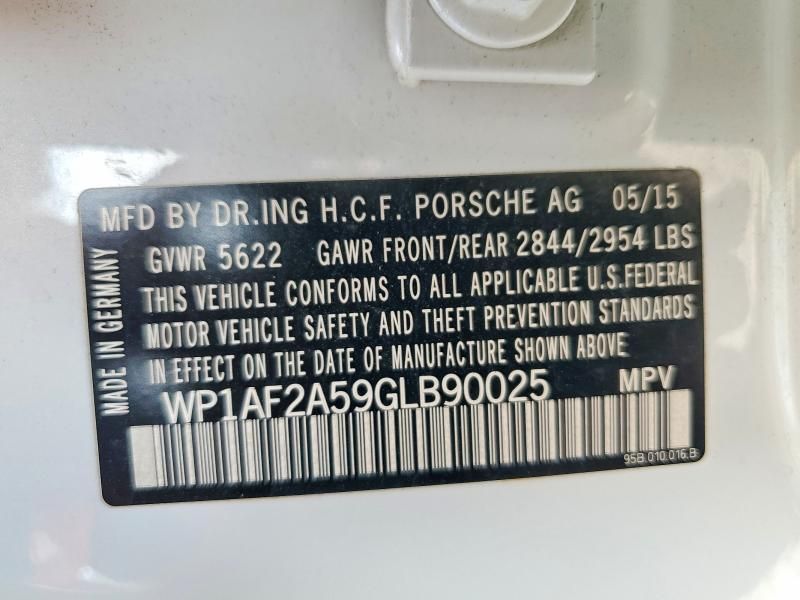 MFD BY DR.ING H.C.F. PORSCHE AG 05/15
GVWR 5622 GAWR FRONT/REAR 2844/2954 LBS
THIS VEHICLE CONFORMS TO ALL APPLICABLE U.S.FEDERAL
MOTOR VEHICLE SAFETY AND THEFT PREVENTION STANDARDS
IN EFFECT ON THE DATE OF MANUFACTURE SHOWN ABOVE
WP1AF2A59GLB90025 MPV
95B.010.016.B
MADE IN GERMANY